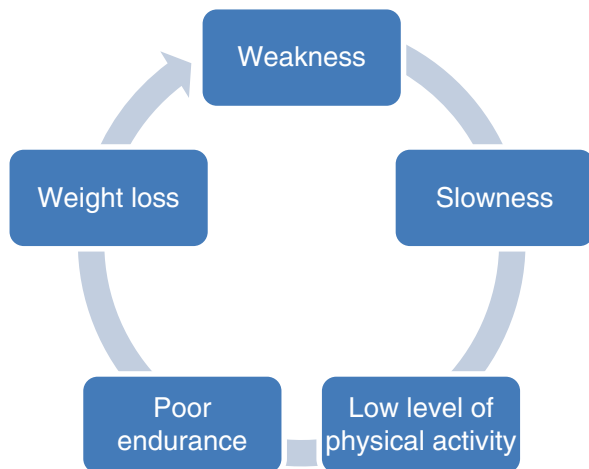 Weakness
Slowness
Low level of
physical activity
Poor
endurance
Weight loss